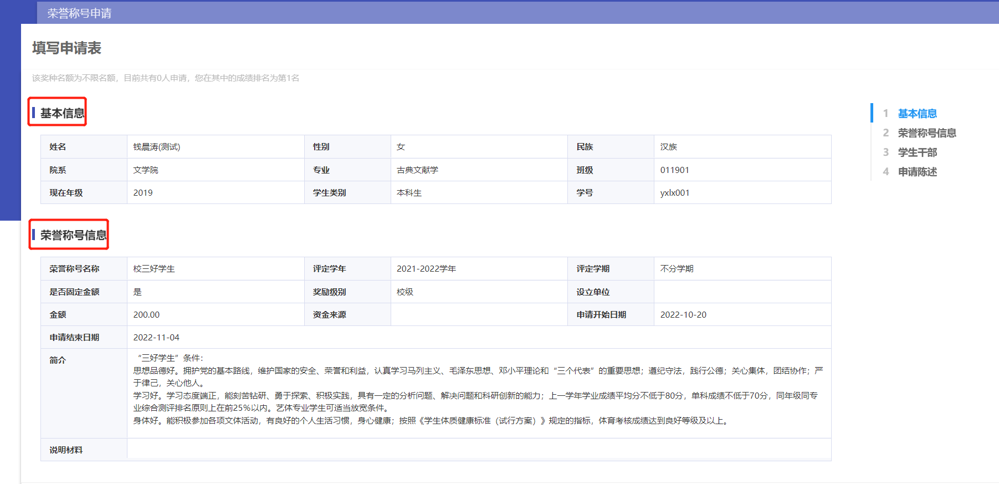 荣誉称号申请
填写申请表
该奖种名额为不限名额，目前共有0人申请，您在其中的成绩排名为第1名
基本信息
姓名 钱晨涛(测试) 性别 女 民族 汉族
院系 文学院 专业 古典文献学 班级 011901
现在年级 2019 学生类别 本科生 学号 yxlx001
荣誉称号信息
荣誉称号名称 校三好学生 评定学年 2021-2022学年 评定学期 不分学期
是否固定金额 是 奖励级别 校级 设立单位
金额 200.00 资金来源 申请开始日期 2022-10-20
申请结束日期 2022-11-04
简介 “三好学生”条件：
思想品德好。拥护党的基本路线，维护国家的安全、荣誉和利益，认真学习马列主义、毛泽东思想、邓小平理论和“三个代表”的重要思想；遵纪守法，践行公德；关心集体，团结协作；严
于律己，关心他人。
学习好。学习态度端正，能刻苦钻研、勇于探索、积极实践，具有一定的分析问题、解决问题和科研创新的能力；上一学年学业成绩平均分不低于80分，单科成绩不低于70分，同年级同专
业综合测评排名原则上在前25%以内。艺体专业学生可适当放宽条件。
身体好。能积极参加各项文体活动，有良好的个人生活习惯，身心健康；按照《学生体质健康标准（试行方案）》规定的指标，体育考核成绩达到良好等级及以上。
说明材料
1 基本信息
2 荣誉称号信息
3 学生干部
4 申请陈述